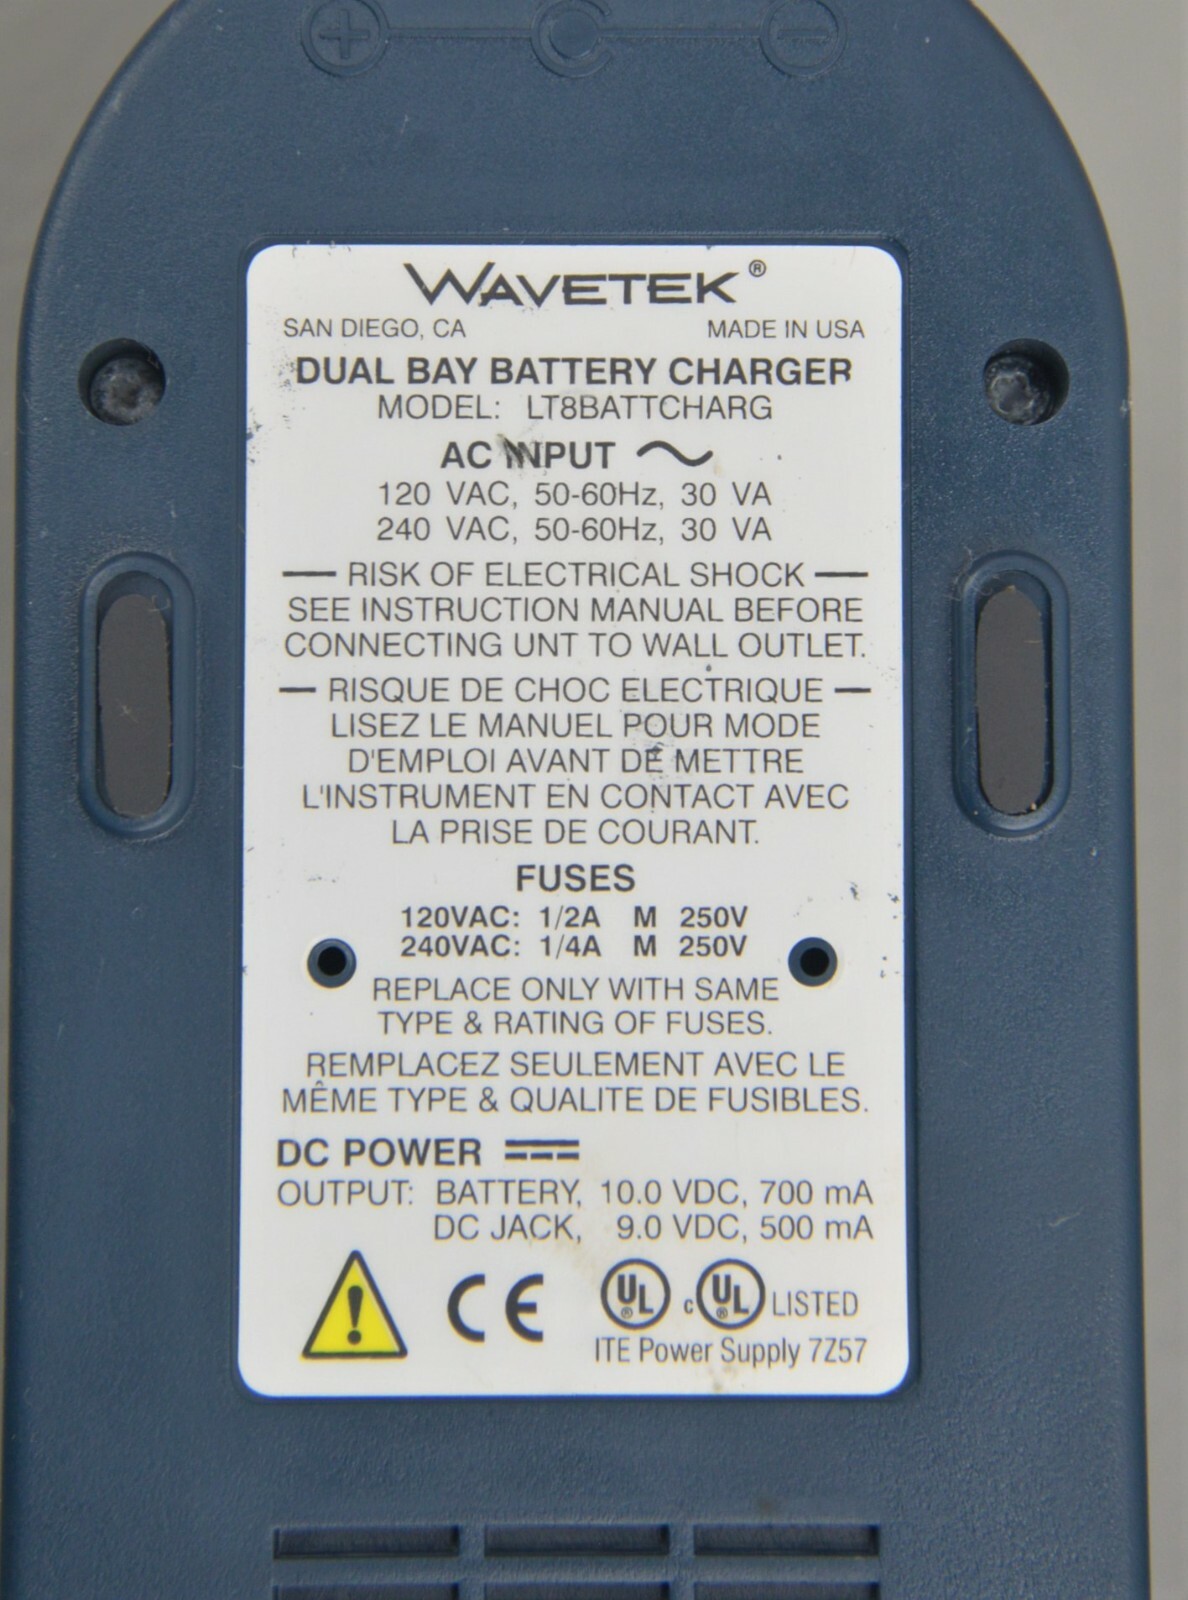 WAVETEK®
SAN DIEGO, CA MADE IN USA
DUAL BAY BATTERY CHARGER
MODEL: LT8BATTCHARG
AC INPUT
120 VAC, 50-60Hz, 30 VA
240 VAC, 50-60Hz, 30 VA
RISK OF ELECTRICAL SHOCK
SEE INSTRUCTION MANUAL BEFORE
CONNECTING UNT TO WALL OUTLET.
RISQUE DE CHOC ELECTRIQUE
LISEZ LE MANUEL POUR MODE
D'EMPLOI AVANT DE METTRE
L'INSTRUMENT EN CONTACT AVEC
LA PRISE DE COURANT.
FUSES
120VAC: 1/2A M 250V
240VAC: 1/4A M 250V
REPLACE ONLY WITH SAME
TYPE & RATING OF FUSES.
REMPLACEZ SEULEMENT AVEC LE
MÊME TYPE & QUALITE DE FUSIBLES.
DC POWER
OUTPUT: BATTERY, 10.0 VDC, 700 mA
DC JACK, 9.0 VDC, 500 mA
CE UL® cUL® LISTED
ITE Power Supply 7Z57